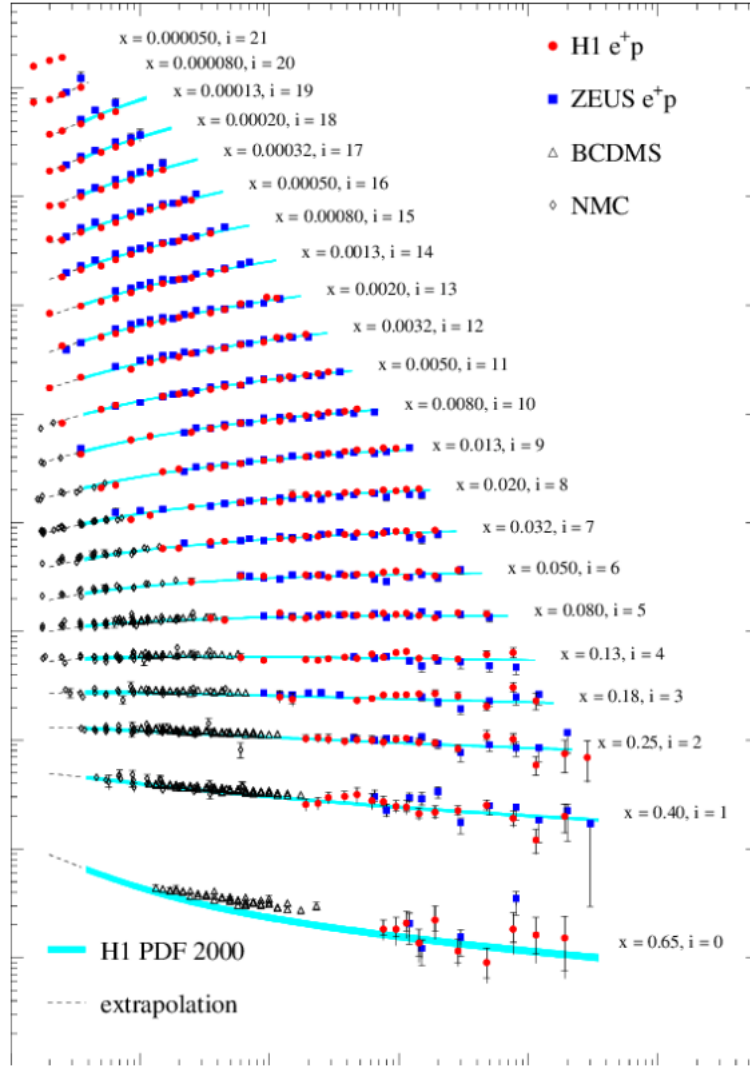 x = 0.000050, i = 21
x = 0.000080, i = 20
x = 0.00013, i = 19
x = 0.00020, i = 18
x = 0.00032, i = 17
x = 0.00050, i = 16
x = 0.00080, i = 15
x = 0.0013, i = 14
x = 0.0020, i = 13
x = 0.0032, i = 12
x = 0.0050, i = 11
x = 0.0080, i = 10
x = 0.013, i = 9
x = 0.020, i = 8
x = 0.032, i = 7
x = 0.050, i = 6
x = 0.080, i = 5
x = 0.13, i = 4
x = 0.18, i = 3
x = 0.25, i = 2
x = 0.40, i = 1
x = 0.65, i = 0
H1 e⁺p
ZEUS e⁺p
BCDMS
NMC
H1 PDF 2000
extrapolation